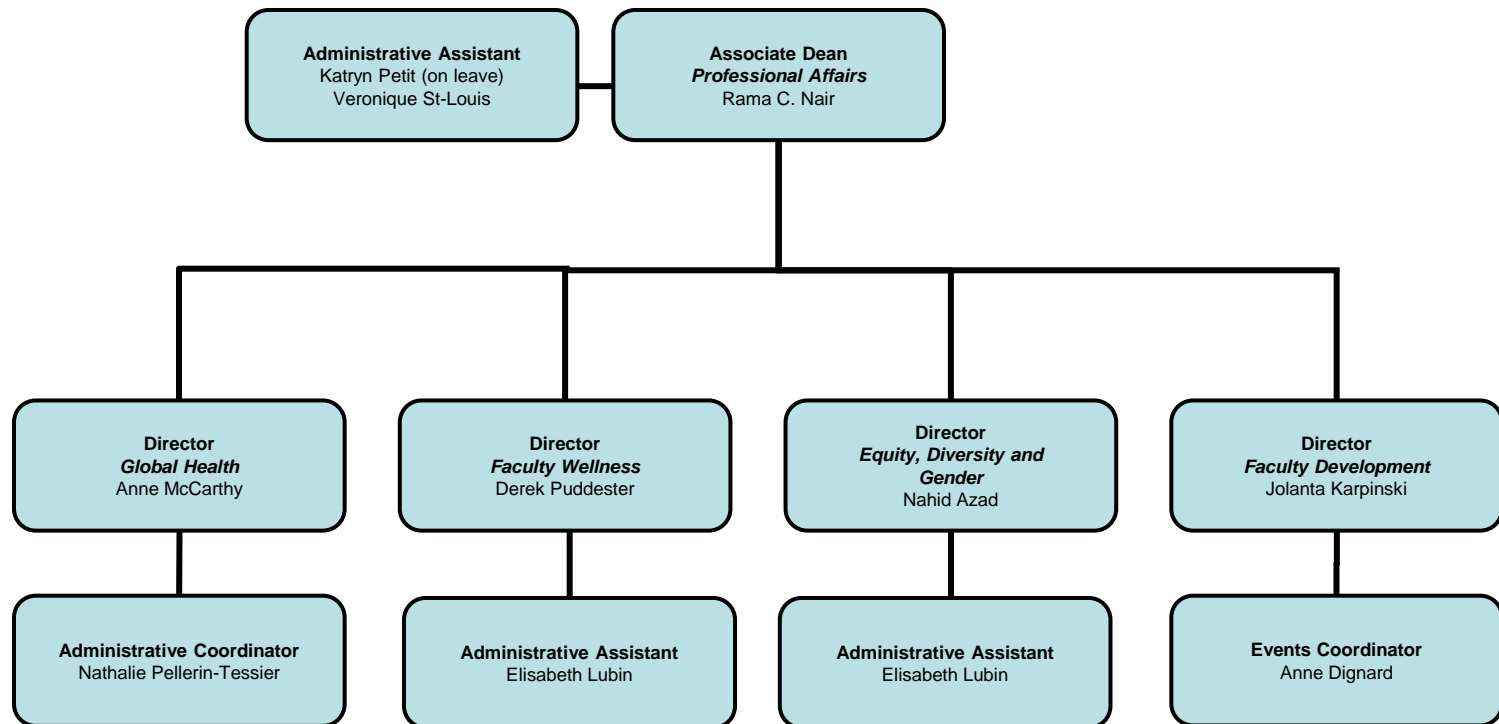 Administrative Assistant
Katryn Petit (on leave)
Veronique St-Louis
Associate Dean
Professional Affairs
Rama C. Nair
Director
Global Health
Anne McCarthy
Director
Faculty Wellness
Derek Puddester
Director
Equity, Diversity and
Gender
Nahid Azad
Director
Faculty Development
Jolanta Karpinski
Administrative Coordinator
Nathalie Pellerin-Tessier
Administrative Assistant
Elisabeth Lubin
Administrative Assistant
Elisabeth Lubin
Events Coordinator
Anne Dignard